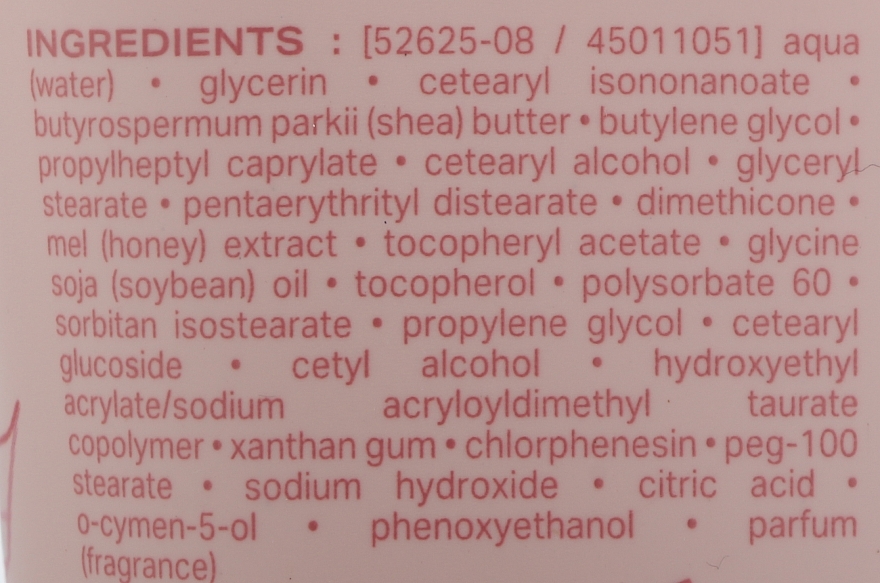 INGREDIENTS : [52625-08 / 45011051] aqua
(water) • glycerin • cetearyl isononanoate •
butyrospermum parkii (shea) butter • butylene glycol •
propylheptyl caprylate • cetearyl alcohol • glyceryl
stearate • pentaerythrityl distearate • dimethicone •
mel (honey) extract • tocopheryl acetate • glycine
soja (soybean) oil • tocopherol • polysorbate 60 •
sorbitan isostearate • propylene glycol • cetearyl
glucoside • cetyl alcohol • hydroxyethyl
acrylate/sodium acryloyldimethyl taurate
copolymer • xanthan gum • chlorphenesin • peg-100
stearate • sodium hydroxide • citric acid •
o-cymen-5-ol • phenoxyethanol • parfum
(fragrance)